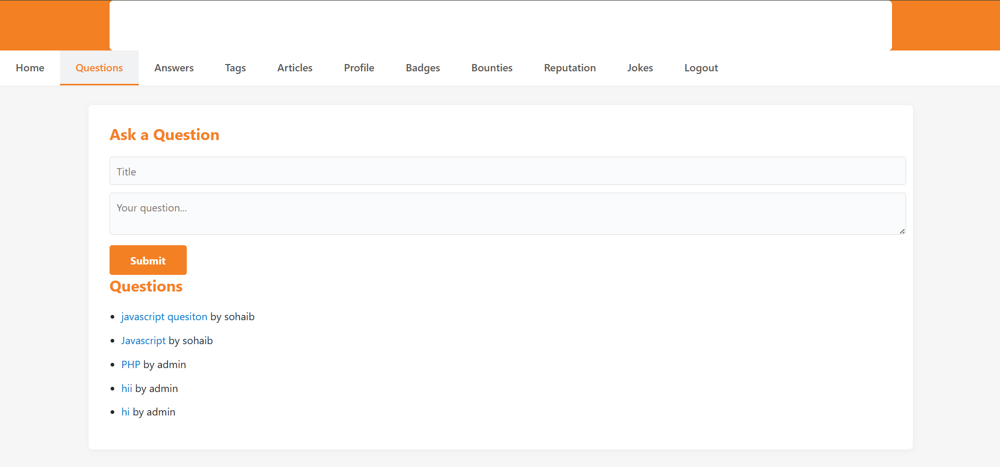 Home Questions Answers Tags Articles Profile Badges Bounties Reputation Jokes Logout
Ask a Question
Title
Your question...
Submit
Questions
javascript quesiton by sohaib
Javascript by sohaib
PHP by admin
hii by admin
hi by admin